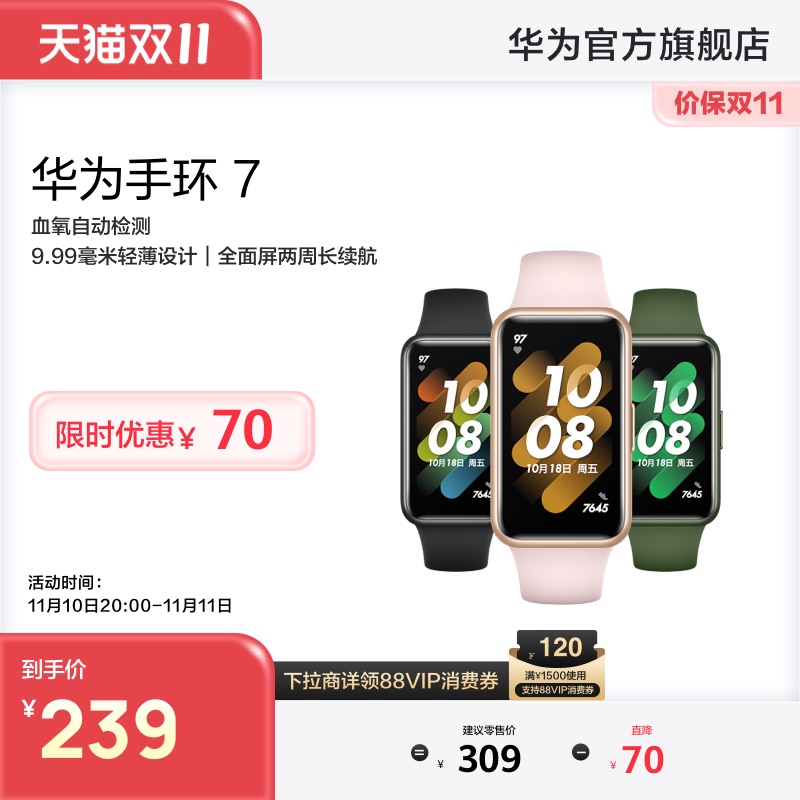 天猫双11
华为官方旗舰店
价保双11
华为手环 7
血氧自动检测
9.99毫米轻薄设计｜全面屏两周长续航
限时优惠¥ 70
97
10
08
10月18日 周五
7645
97
10
08
10月18日 周五
7645
97
10
08
10月18日 周五
7645
活动时间：
11月10日20:00-11月11日
到手价
¥239
下拉商详领88VIP消费券
¥ 120
满¥1500使用
支持88VIP消费券
建议零售价
= ¥ 309
直降
- ¥ 70